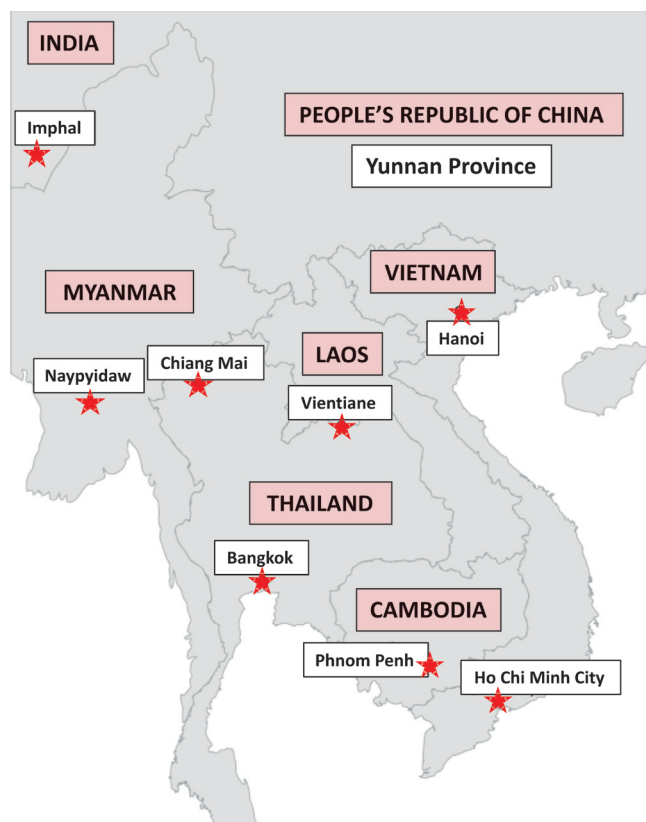 INDIA
PEOPLE'S REPUBLIC OF CHINA
Imphal
Yunnan Province
VIETNAM
MYANMAR
Hanoi
LAOS
Chiang Mai
Naypyidaw
Vientiane
THAILAND
Bangkok
CAMBODIA
Phnom Penh
Ho Chi Minh City